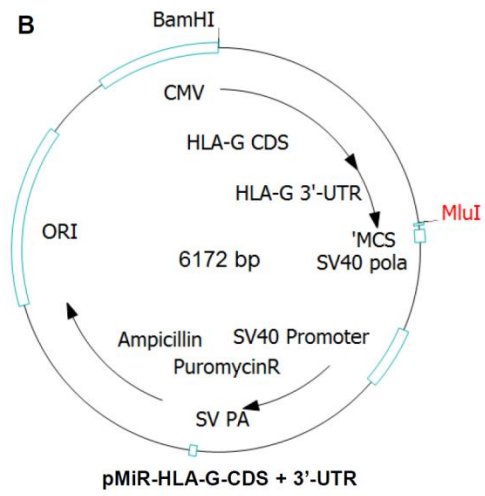 B
BamHI
CMV
HLA-G CDS
HLA-G 3'-UTR
MluI
'MCS
SV40 pola
ORI
6172 bp
Ampicillin
SV40 Promoter
PuromycinR
SV PA
pMiR-HLA-G-CDS + 3’-UTR